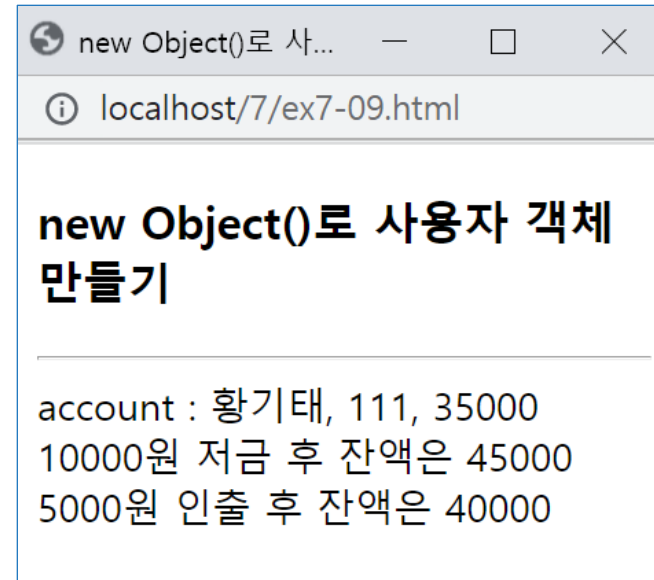 new Object()로 사...
localhost/7/ex7-09.html
new Object()로 사용자 객체
만들기
account : 황기태, 111, 35000
10000원 저금 후 잔액은 45000
5000원 인출 후 잔액은 40000